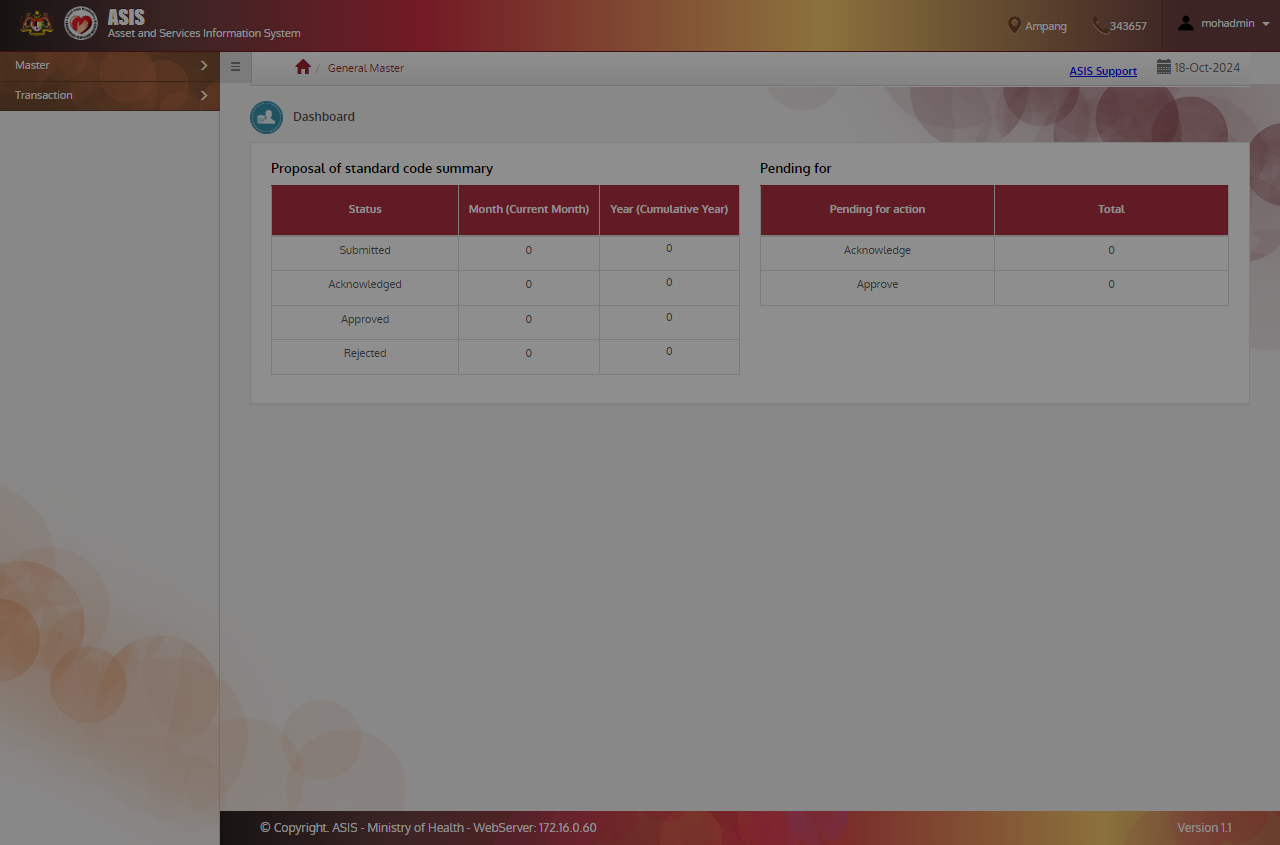 ASIS
Asset and Services Information System
Ampang
343657
mohadmin
Master
Transaction
/ General Master
ASIS Support
18-Oct-2024
Dashboard
Proposal of standard code summary
Status Month (Current Month) Year (Cumulative Year)
Submitted 0 0
Acknowledged 0 0
Approved 0 0
Rejected 0 0
Pending for
Pending for action Total
Acknowledge 0
Approve 0
© Copyright. ASIS - Ministry of Health - WebServer: 172.16.0.60
Version 1.1